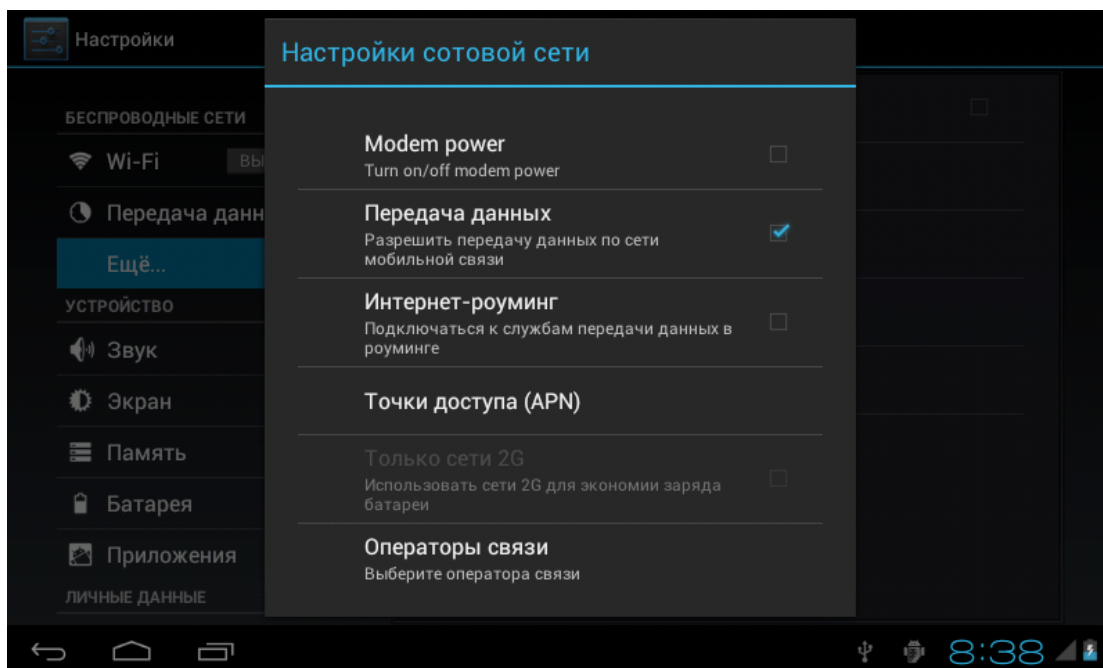 Настройки
Настройки сотовой сети
БЕСПРОВОДНЫЕ СЕТИ
Wi-Fi
ВЫ
Передача данн
Ещё...
УСТРОЙСТВО
Звук
Экран
Память
Батарея
Приложения
ЛИЧНЫЕ ДАННЫЕ
Modem power
Turn on/off modem power
Передача данных
Разрешить передачу данных по сети
мобильной связи
Интернет-роуминг
Подключаться к службам передачи данных в
роуминге
Точки доступа (APN)
Только сети 2G
Использовать сети 2G для экономии заряда
батареи
Операторы связи
Выберите оператора связи
8:38